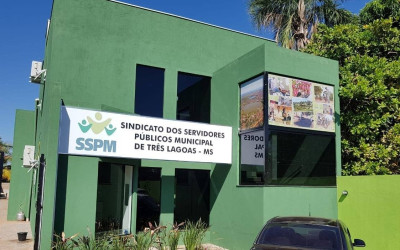 SSPM
SINDICATO DOS SERVIDORES
PÚBLICOS MUNICIPAL
DE TRÊS LAGOAS - MS